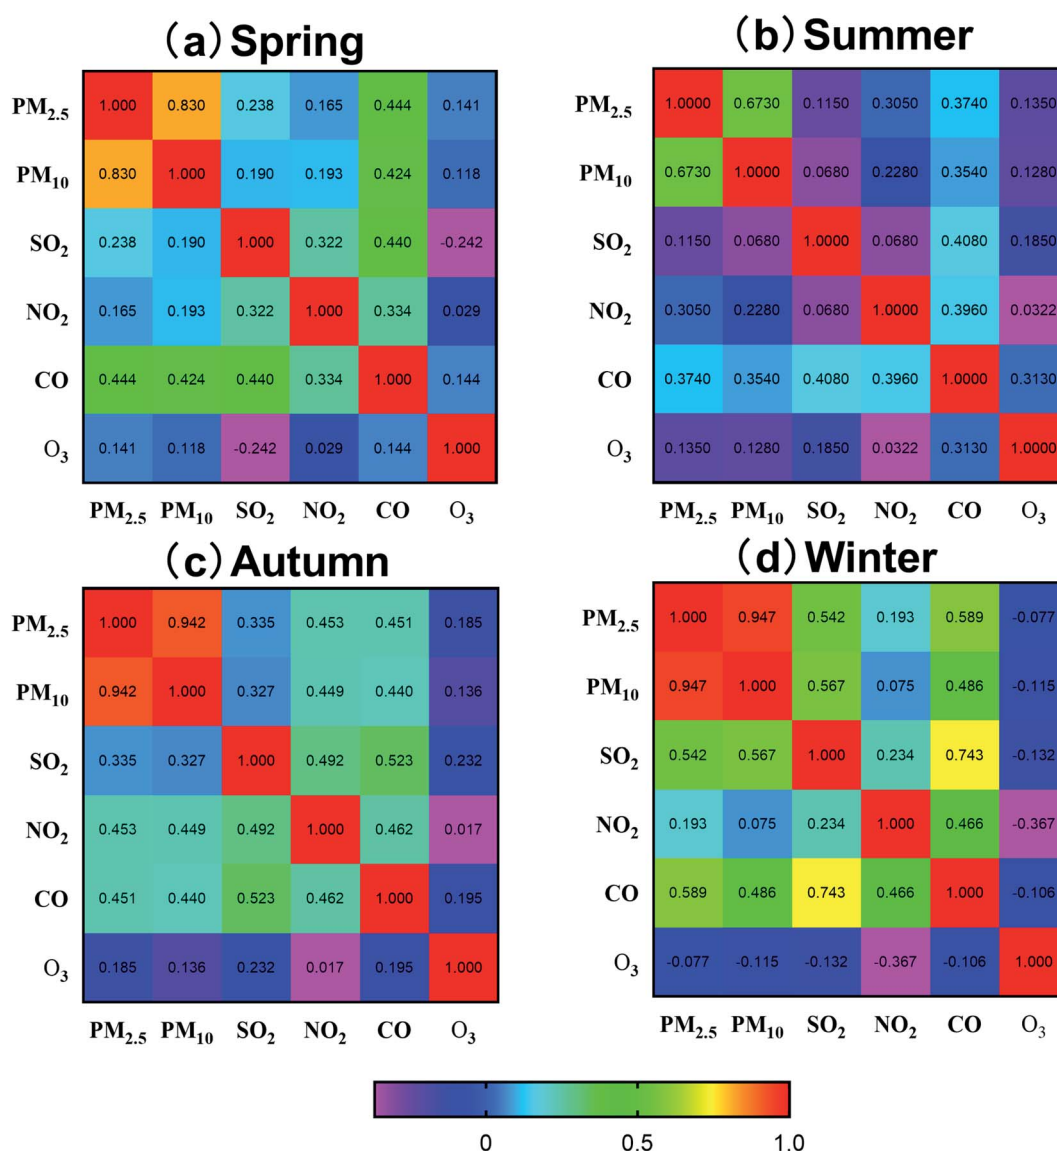 (a) Spring
PM2.5 1.000 0.830 0.238 0.165 0.444 0.141
PM10 0.830 1.000 0.190 0.193 0.424 0.118
SO2 0.238 0.190 1.000 0.322 0.440 -0.242
NO2 0.165 0.193 0.322 1.000 0.334 0.029
CO 0.444 0.424 0.440 0.334 1.000 0.144
O3 0.141 0.118 -0.242 0.029 0.144 1.000
PM2.5 PM10 SO2 NO2 CO O3
(b) Summer
PM2.5 1.0000 0.6730 0.1150 0.3050 0.3740 0.1350
PM10 0.6730 1.0000 0.0680 0.2280 0.3540 0.1280
SO2 0.1150 0.0680 1.0000 0.0680 0.4080 0.1850
NO2 0.3050 0.2280 0.0680 1.0000 0.3960 0.0322
CO 0.3740 0.3540 0.4080 0.3960 1.0000 0.3130
O3 0.1350 0.1280 0.1850 0.0322 0.3130 1.0000
PM2.5 PM10 SO2 NO2 CO O3
(c) Autumn
PM2.5 1.000 0.942 0.335 0.453 0.451 0.185
PM10 0.942 1.000 0.327 0.449 0.440 0.136
SO2 0.335 0.327 1.000 0.492 0.523 0.232
NO2 0.453 0.449 0.492 1.000 0.462 0.017
CO 0.451 0.440 0.523 0.462 1.000 0.195
O3 0.185 0.136 0.232 0.017 0.195 1.000
PM2.5 PM10 SO2 NO2 CO O3
(d) Winter
PM2.5 1.000 0.947 0.542 0.193 0.589 -0.077
PM10 0.947 1.000 0.567 0.075 0.486 -0.115
SO2 0.542 0.567 1.000 0.234 0.743 -0.132
NO2 0.193 0.075 0.234 1.000 0.466 -0.367
CO 0.589 0.486 0.743 0.466 1.000 -0.106
O3 -0.077 -0.115 -0.132 -0.367 -0.106 1.000
PM2.5 PM10 SO2 NO2 CO O3
0 0.5 1.0